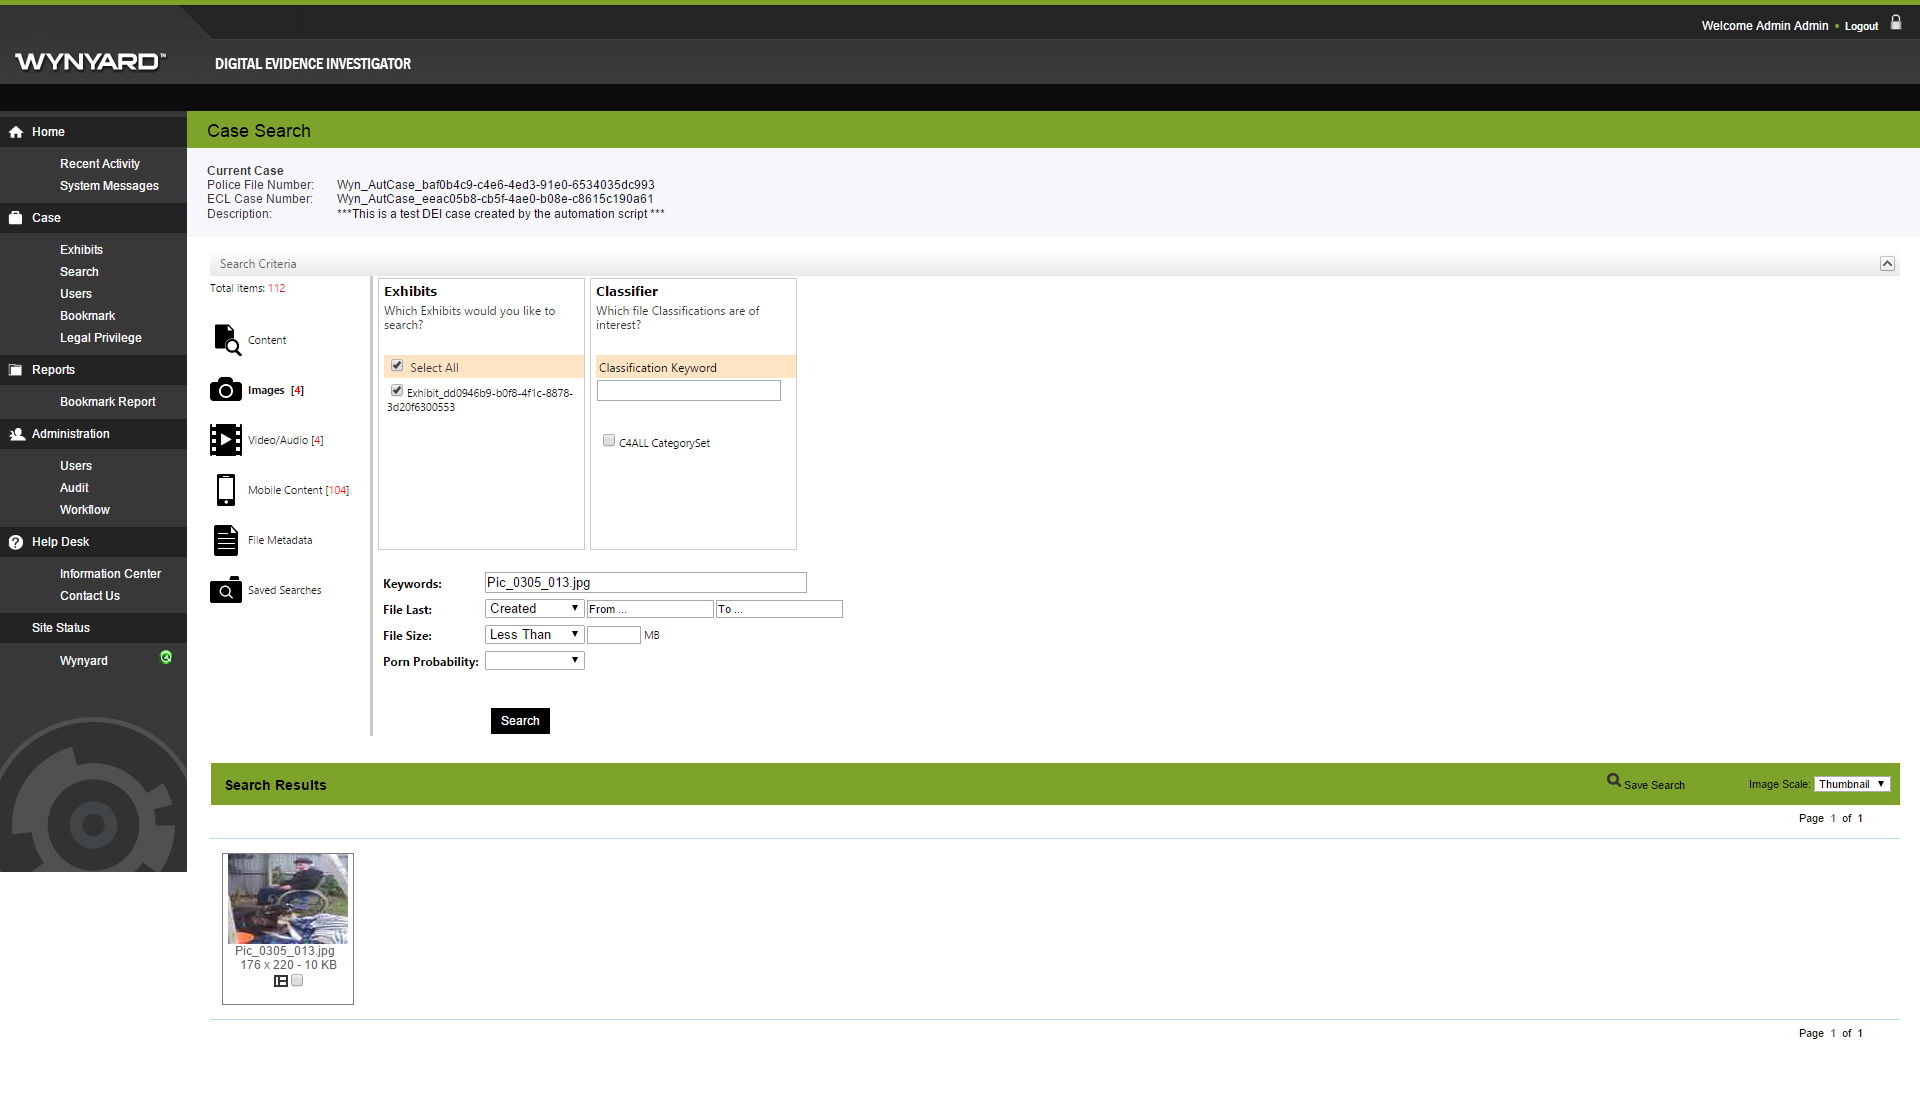 Welcome Admin Admin • Logout
WYNYARD™
DIGITAL EVIDENCE INVESTIGATOR
Home
Recent Activity
System Messages
Case
Exhibits
Search
Users
Bookmark
Legal Privilege
Reports
Bookmark Report
Administration
Users
Audit
Workflow
Help Desk
Information Center
Contact Us
Site Status
Wynyard
Case Search
Current Case
Police File Number: Wyn_AutCase_baf0b4c9-c4e6-4ed3-91e0-6534035dc993
ECL Case Number: Wyn_AutCase_eeac05b8-cb5f-4ae0-b08e-c8615c190a61
Description: ***This is a test DEI case created by the automation script ***
Search Criteria
Total items: 112
Content
Images [4]
Video/Audio [4]
Mobile Content [104]
File Metadata
Saved Searches
Exhibits
Which Exhibits would you like to
search?
Select All
Exhibit_dd0946b9-b0f8-4f1c-8878-
3d20f6300553
Classifier
Which file Classifications are of
interest?
Classification Keyword
C4ALL CategorySet
Keywords: Pic_0305_013.jpg
File Last: Created From ... To ...
File Size: Less Than MB
Porn Probability:
Search
Search Results
Save Search
Image Scale: Thumbnail
Page 1 of 1
Pic_0305_013.jpg
176 x 220 - 10 KB
Page 1 of 1